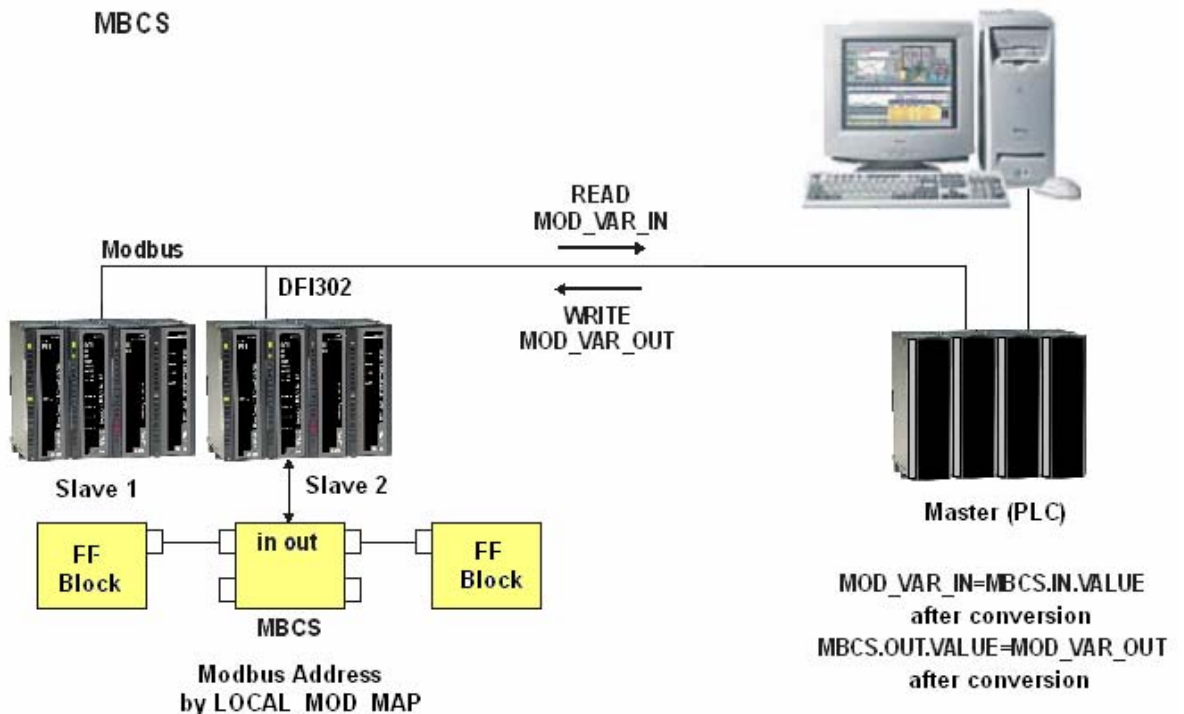 MBCS
READ
MOD_VAR_IN
Modbus
DFI302
WRITE
MOD_VAR_OUT
Slave 1
Slave 2
Master (PLC)
FF
Block
in out
FF
Block
MBCS
Modbus Address
by LOCAL_MOD_MAP
MOD_VAR_IN=MBCS.IN.VALUE
after conversion
MBCS.OUT.VALUE=MOD_VAR_OUT
after conversion